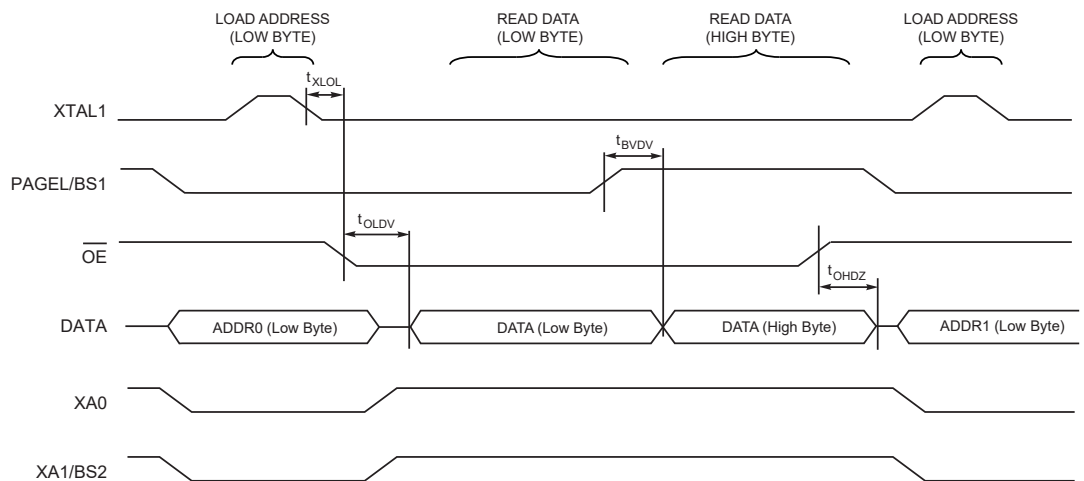 LOAD ADDRESS
(LOW BYTE)
READ DATA
(LOW BYTE)
READ DATA
(HIGH BYTE)
LOAD ADDRESS
(LOW BYTE)
tXLOL
XTAL1
tBVDV
PAGEL/BS1
tOLDV
OE
tOHDZ
DATA
ADDR0 (Low Byte)
DATA (Low Byte)
DATA (High Byte)
ADDR1 (Low Byte)
XA0
XA1/BS2